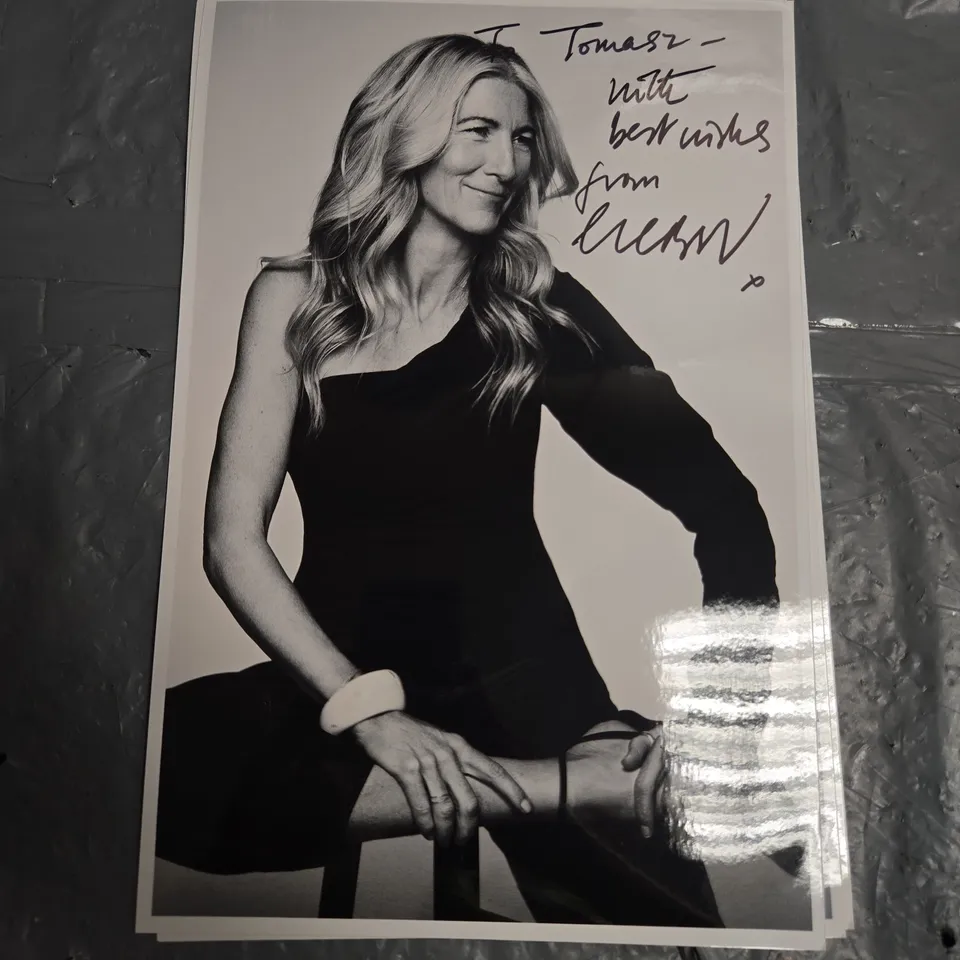 To Tomasz -
with
best wishes
from
x